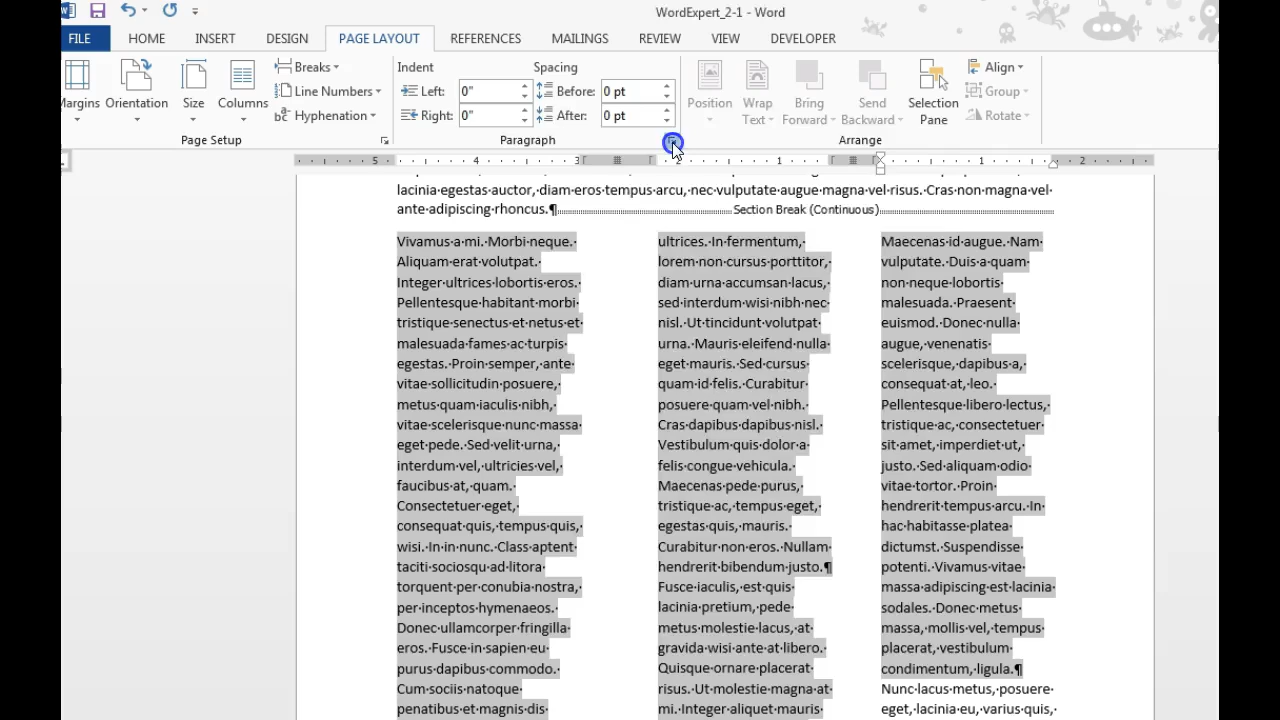 WordExpert_2-1 - Word
FILE HOME INSERT DESIGN PAGE LAYOUT REFERENCES MAILINGS REVIEW VIEW DEVELOPER
Margins
Orientation
Size
Columns
Breaks
Line Numbers
Hyphenation
Page Setup
Indent
Left: 0"
Right: 0"
Spacing
Before: 0 pt
After: 0 pt
Paragraph
Position
Wrap
Text
Bring
Forward
Send
Backward
Selection
Pane
Align
Group
Rotate
Arrange
5 4 3 2 1 1 2
lacinia·egestas·auctor,·diam·eros·tempus·arcu,·nec·vulputate·augue·magna·vel·risus.·Cras·non·magna·vel·
ante·adipiscing·rhoncus.¶ Section Break (Continuous)
Vivamus·a·mi.·Morbi·neque.·
Aliquam·erat·volutpat.·
Integer·ultrices·lobortis·eros.·
Pellentesque·habitant·morbi·
tristique·senectus·et·netus·et·
malesuada·fames·ac·turpis·
egestas.·Proin·semper,·ante·
vitae·sollicitudin·posuere,·
metus·quam·iaculis·nibh,·
vitae·scelerisque·nunc·massa·
eget·pede.·Sed·velit·urna,·
interdum·vel,·ultricies·vel,·
faucibus·at,·quam.·
Consectetuer·eget,·
consequat·quis,·tempus·quis,·
wisi.·In·in·nunc.·Class·aptent·
taciti·sociosqu·ad·litora·
torquent·per·conubia·nostra,·
per·inceptos·hymenaeos.·
Donec·ullamcorper·fringilla·
eros.·Fusce·in·sapien·eu·
purus·dapibus·commodo.·
Cum·sociis·natoque·
penatibus·et·magnis·dis·
ultrices.·In·fermentum,·
lorem·non·cursus·porttitor,·
diam·urna·accumsan·lacus,·
sed·interdum·wisi·nibh·nec·
nisl.·Ut·tincidunt·volutpat·
urna.·Mauris·eleifend·nulla·
eget·mauris.·Sed·cursus·
quam·id·felis.·Curabitur·
posuere·quam·vel·nibh.·
Cras·dapibus·dapibus·nisl.·
Vestibulum·quis·dolor·a·
felis·congue·vehicula.·
Maecenas·pede·purus,·
tristique·ac,·tempus·eget,·
egestas·quis,·mauris.·
Curabitur·non·eros.·Nullam·
hendrerit·bibendum·justo.¶
Fusce·iaculis,·est·quis·
lacinia·pretium,·pede·
metus·molestie·lacus,·at·
gravida·wisi·ante·at·libero.·
Quisque·ornare·placerat·
risus.·Ut·molestie·magna·at·
mi.·Integer·aliquet·mauris·
Maecenas·id·augue.·Nam·
vulputate.·Duis·a·quam·
non·neque·lobortis·
malesuada.·Praesent·
euismod.·Donec·nulla·
augue,·venenatis·
scelerisque,·dapibus·a,·
consequat·at,·leo.·
Pellentesque·libero·lectus,·
tristique·ac,·consectetuer·
sit·amet,·imperdiet·ut,·
justo.·Sed·aliquam·odio·
vitae·tortor.·Proin·
hendrerit·tempus·arcu.·In·
hac·habitasse·platea·
dictumst.·Suspendisse·
potenti.·Vivamus·vitae·
massa·adipiscing·est·lacinia·
sodales.·Donec·metus·
massa,·mollis·vel,·tempus·
placerat,·vestibulum·
condimentum,·ligula.¶
Nunc·lacus·metus,·posuere·
eget,·lacinia·eu,·varius·quis,·